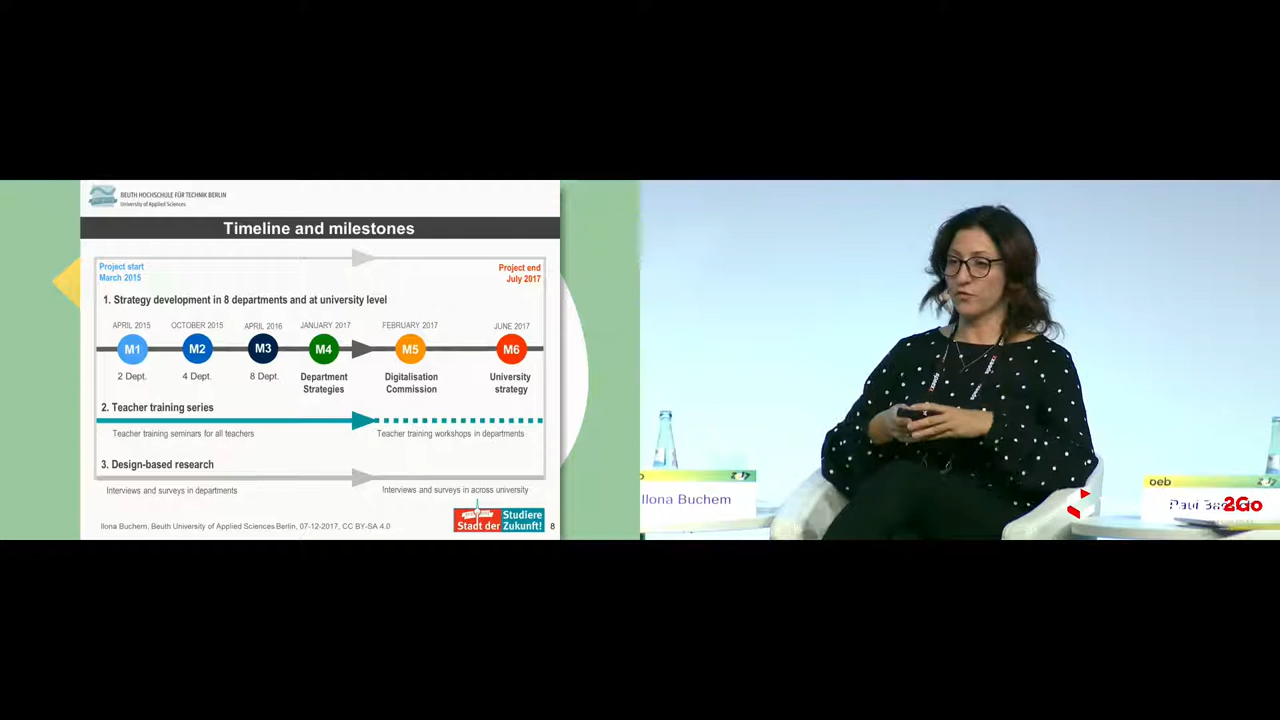 BEUTH HOCHSCHULE FÜR TECHNIK BERLIN
University of Applied Sciences
Timeline and milestones
Project start
March 2015
Project end
July 2017
1. Strategy development in 8 departments and at university level
APRIL 2015 OCTOBER 2015 APRIL 2016 JANUARY 2017 FEBRUARY 2017 JUNE 2017
M1 M2 M3 M4 M5 M6
2 Dept. 4 Dept. 8 Dept. Department Strategies Digitalisation Commission University strategy
2. Teacher training series
Teacher training seminars for all teachers Teacher training workshops in departments
3. Design-based research
Interviews and surveys in departments Interviews and surveys in across university
Stadt der
Studiere
Zukunft!
Ilona Buchem, Beuth University of Applied Sciences Berlin, 07-12-2017, CC BY-SA 4.0 8
Ilona Buchem
oeb
Paul
2Go